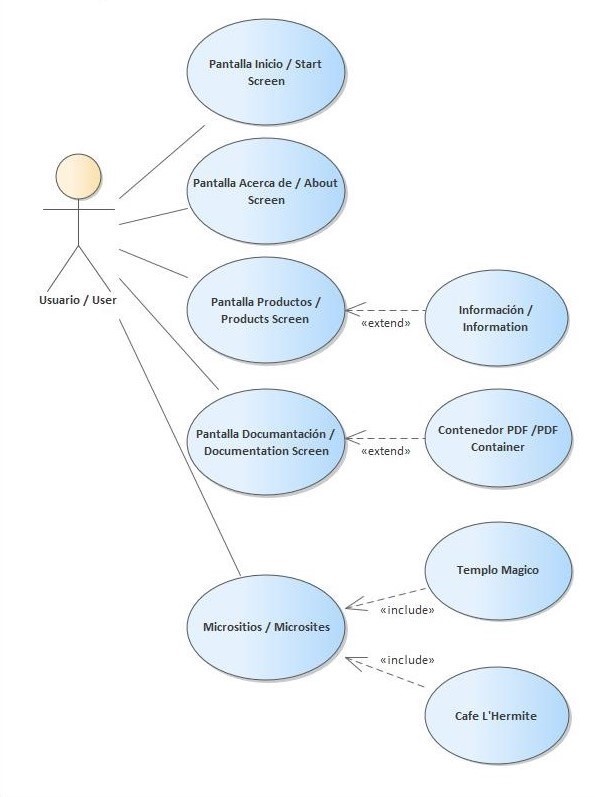 Pantalla Inicio / Start
Screen
Pantalla Acerca de / About
Screen
Usuario / User
Pantalla Productos /
Products Screen
«extend»
Información /
Information
Pantalla Documantación /
Documentation Screen
«extend»
Contenedor PDF /PDF
Container
Templo Magico
«include»
Micrositios / Microsites
«include»
Cafe L'Hermite